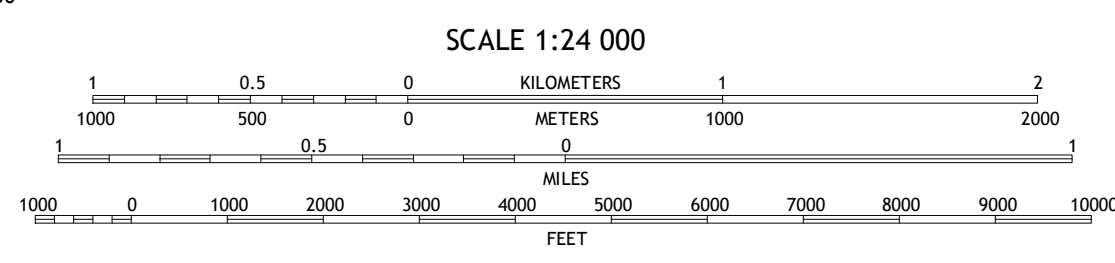 SCALE 1:24 000
1 0.5 0 KILOMETERS 1 2
1000 500 0 METERS 1000 2000
1 0.5 0 1
MILES
1000 0 1000 2000 3000 4000 5000 6000 7000 8000 9000 10000
FEET